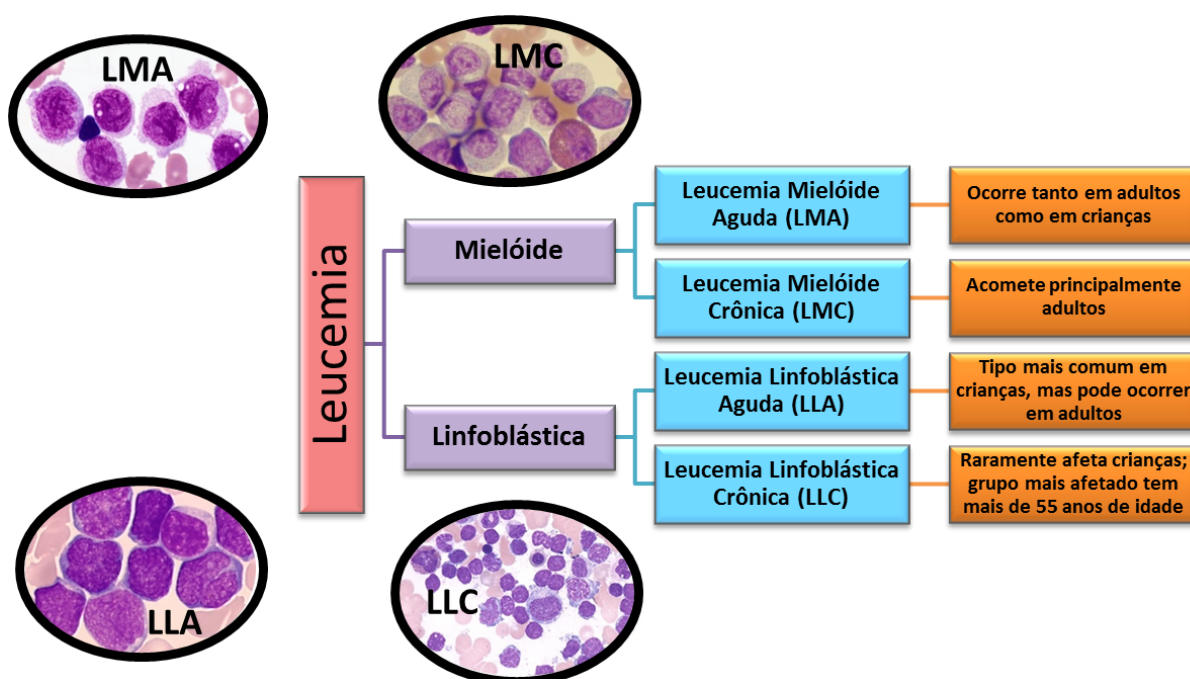 LMA
LMC
Leucemia
Mielóide
Leucemia Mielóide
Aguda (LMA)
Ocorre tanto em adultos
como em crianças
Leucemia Mielóide
Crônica (LMC)
Acomete principalmente
adultos
Linfoblástica
Leucemia Linfoblástica
Aguda (LLA)
Tipo mais comum em
crianças, mas pode ocorrer
em adultos
Leucemia Linfoblástica
Crônica (LLC)
Raramente afeta crianças;
grupo mais afetado tem
mais de 55 anos de idade
LLA
LLC